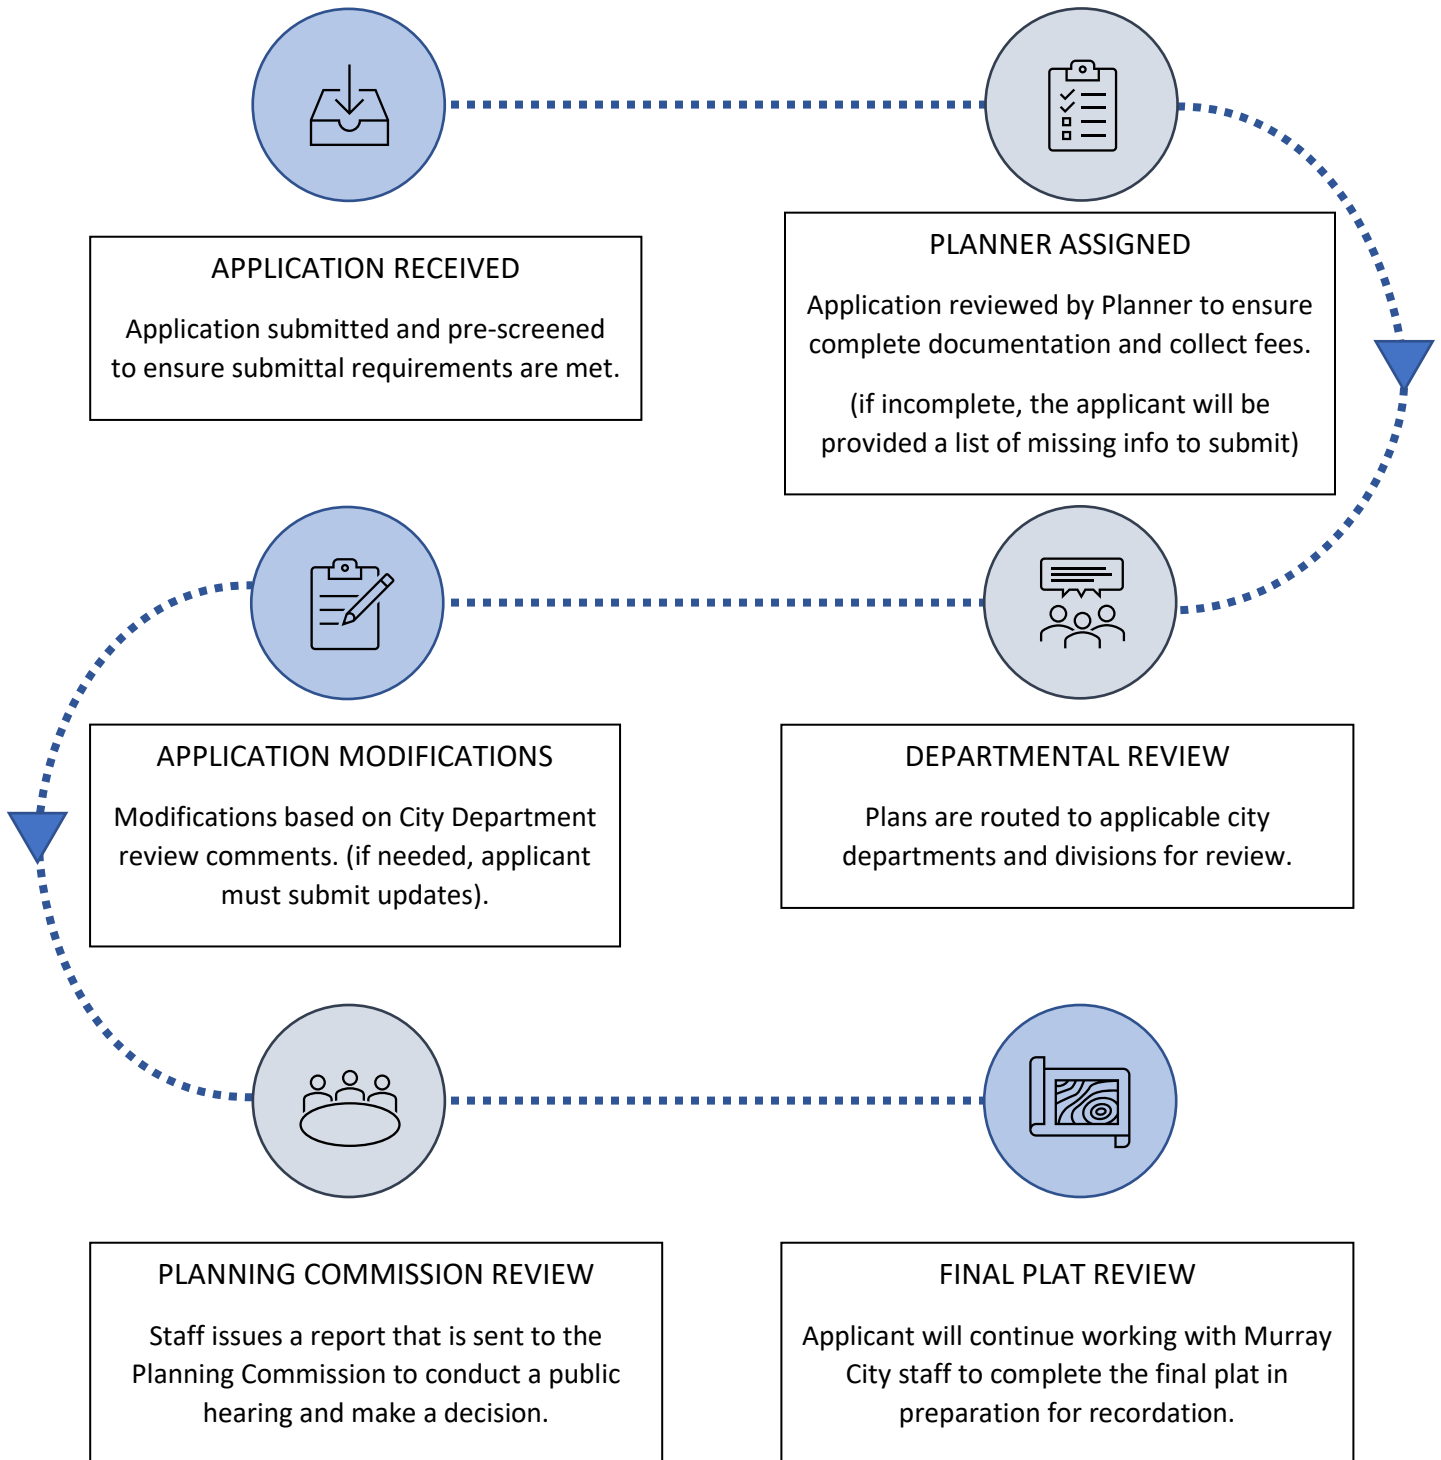 APPLICATION RECEIVED
Application submitted and pre-screened
to ensure submittal requirements are met.
PLANNER ASSIGNED
Application reviewed by Planner to ensure
complete documentation and collect fees.
(if incomplete, the applicant will be
provided a list of missing info to submit)
DEPARTMENTAL REVIEW
Plans are routed to applicable city
departments and divisions for review.
APPLICATION MODIFICATIONS
Modifications based on City Department
review comments. (if needed, applicant
must submit updates).
PLANNING COMMISSION REVIEW
Staff issues a report that is sent to the
Planning Commission to conduct a public
hearing and make a decision.
FINAL PLAT REVIEW
Applicant will continue working with Murray
City staff to complete the final plat in
preparation for recordation.